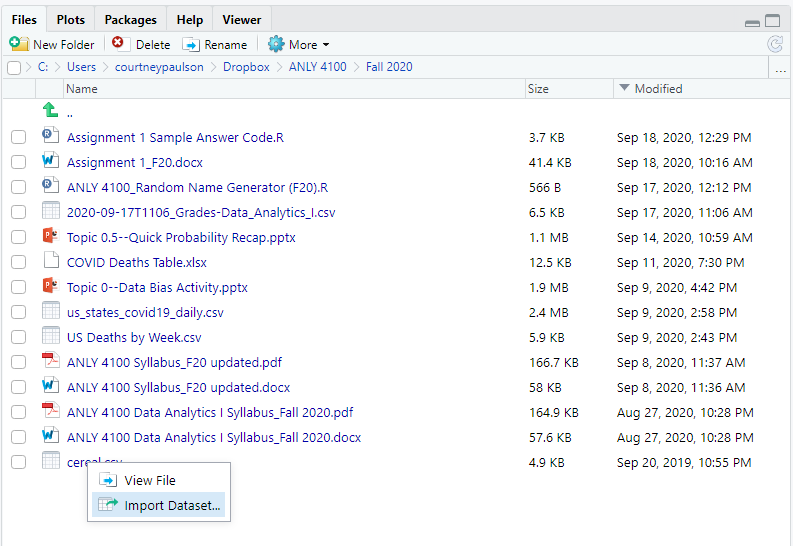 Files Plots Packages Help Viewer
New Folder Delete Rename More
C: Users courtneypaulson Dropbox ANLY 4100 Fall 2020 ...
Name Size Modified
..
Assignment 1 Sample Answer Code.R 3.7 KB Sep 18, 2020, 12:29 PM
Assignment 1_F20.docx 41.4 KB Sep 18, 2020, 10:16 AM
ANLY 4100_Random Name Generator (F20).R 566 B Sep 17, 2020, 12:12 PM
2020-09-17T1106_Grades-Data_Analytics_I.csv 6.5 KB Sep 17, 2020, 11:06 AM
Topic 0.5--Quick Probability Recap.pptx 1.1 MB Sep 14, 2020, 10:59 AM
COVID Deaths Table.xlsx 12.5 KB Sep 11, 2020, 7:30 PM
Topic 0--Data Bias Activity.pptx 1.9 MB Sep 9, 2020, 4:42 PM
us_states_covid19_daily.csv 2.4 MB Sep 9, 2020, 2:58 PM
US Deaths by Week.csv 5.9 KB Sep 9, 2020, 2:43 PM
ANLY 4100 Syllabus_F20 updated.pdf 166.7 KB Sep 8, 2020, 11:37 AM
ANLY 4100 Syllabus_F20 updated.docx 58 KB Sep 8, 2020, 11:36 AM
ANLY 4100 Data Analytics I Syllabus_Fall 2020.pdf 164.9 KB Aug 27, 2020, 10:28 PM
ANLY 4100 Data Analytics I Syllabus_Fall 2020.docx 57.6 KB Aug 27, 2020, 10:28 PM
cereal.csv 4.9 KB Sep 20, 2019, 10:55 PM
View File
Import Dataset...